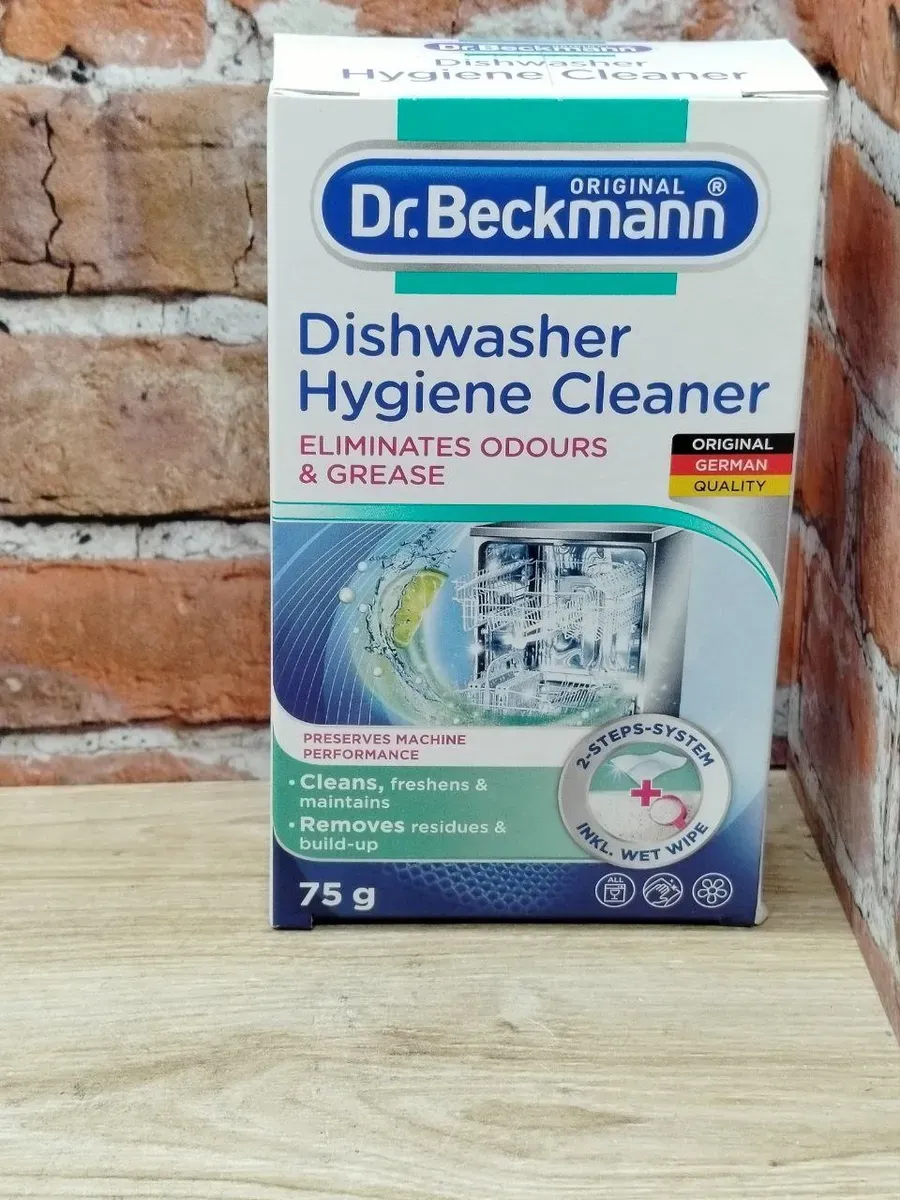 Dr.Beckmann
Dishwasher
Hygiene Cleaner
ORIGINAL ®
Dr.Beckmann
Dishwasher
Hygiene Cleaner
ELIMINATES ODOURS
& GREASE
ORIGINAL
GERMAN
QUALITY
PRESERVES MACHINE
PERFORMANCE
• Cleans, freshens &
maintains
• Removes residues &
build-up
2-STEPS-SYSTEM
INKL. WET WIPE
75 g
ALL